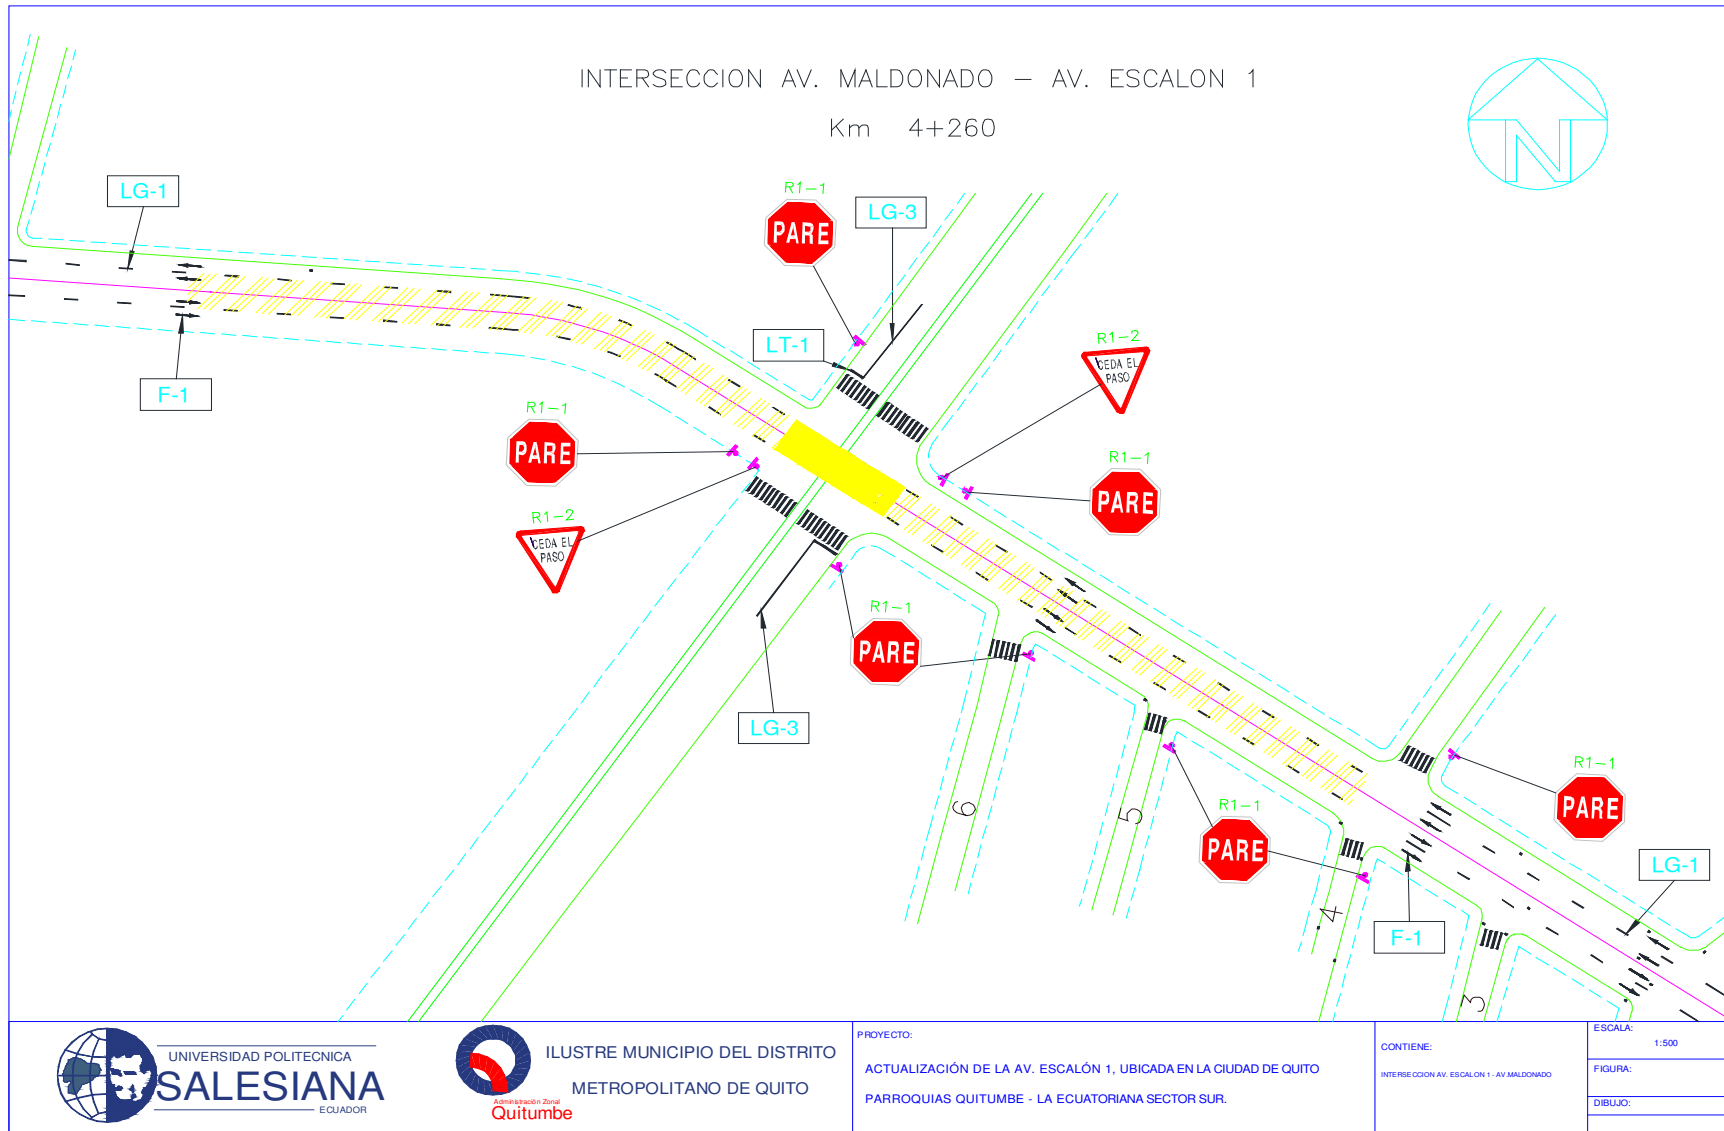 INTERSECCION AV. MALDONADO – AV. ESCALON 1
Km 4+260
N
LG-1
R1-1
PARE
LG-3
LT-1
R1-2
CEDA EL
PASO
F-1
R1-1
PARE
R1-1
PARE
R1-2
CEDA EL
PASO
R1-1
PARE
LG-3
R1-1
PARE
6
5
R1-1
PARE
LG-1
4
F-1
3
UNIVERSIDAD POLITECNICA
SALESIANA
ECUADOR
ILUSTRE MUNICIPIO DEL DISTRITO
METROPOLITANO DE QUITO
Administración Zonal
Quitumbe
PROYECTO:
ACTUALIZACIÓN DE LA AV. ESCALÓN 1, UBICADA EN LA CIUDAD DE QUITO
PARROQUIAS QUITUMBE - LA ECUATORIANA SECTOR SUR.
CONTIENE:
INTERSECCION AV. ESCALON 1 - AV.MALDONADO
ESCALA:
1:500
FIGURA:
DIBUJO: